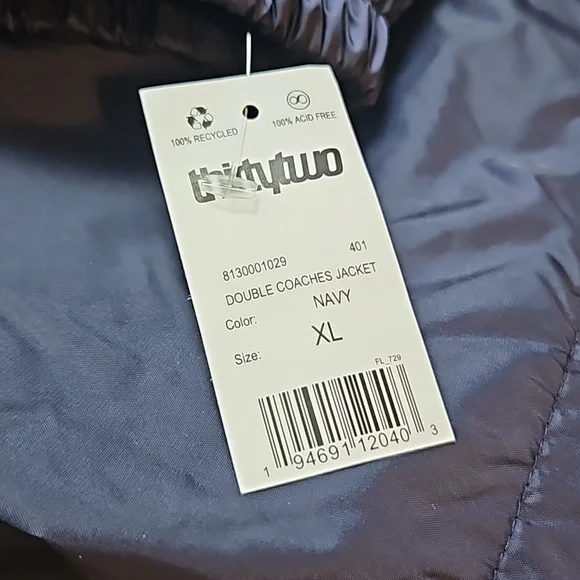 100% RECYCLED
100% ACID FREE
thirtytwo
8130001029 401
DOUBLE COACHES JACKET
Color: NAVY
Size: XL
FL_729
1 94691 12040 3